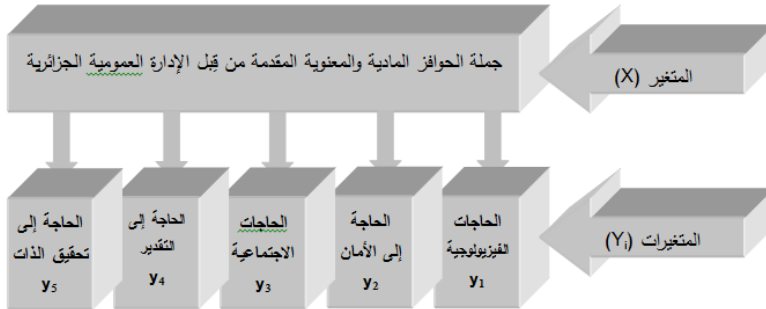 جملة الحوافز المادية والمعنوية المقدمة من قِبل الإدارة العمومية الجزائرية
المتغير (X)
الحاجات
الفيزيولوجية
y₁
الحاجة
إلى الأمان
y₂
الحاجات
الاجتماعية
y₃
الحاجة إلى
التقدير
y₄
الحاجة إلى
تحقيق الذات
y₅
المتغيرات (Yᵢ)